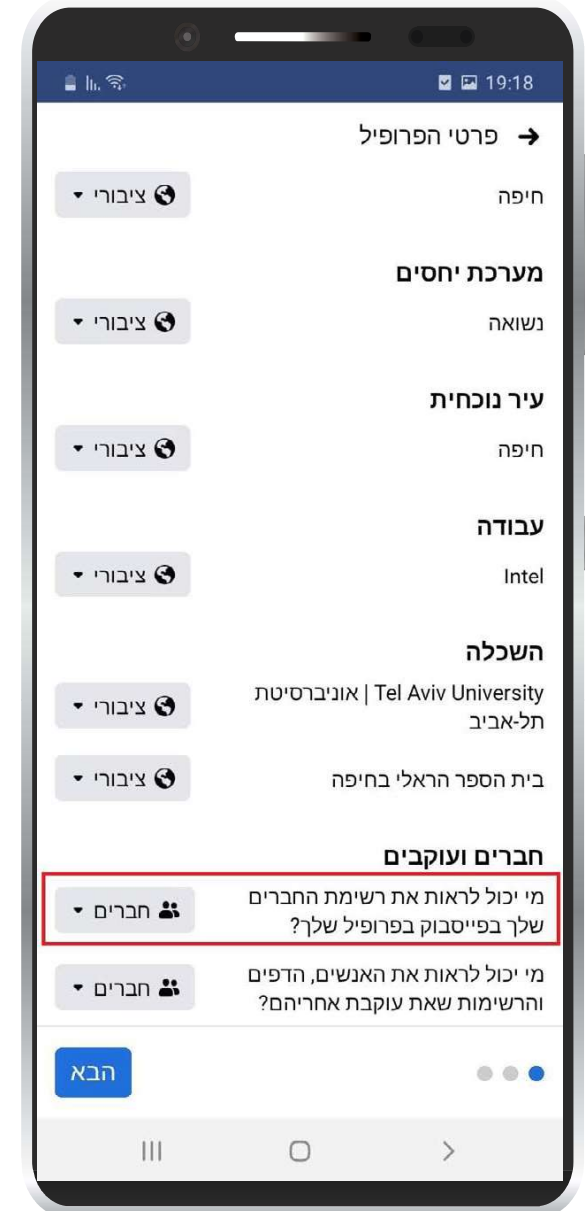 19:18
פרטי הפרופיל
חיפה
ציבורי
מערכת יחסים
נשואה
ציבורי
עיר נוכחית
חיפה
ציבורי
עבודה
Intel
ציבורי
השכלה
Tel Aviv University | אוניברסיטת
תל-אביב
ציבורי
בית הספר הראלי בחיפה
ציבורי
חברים ועוקבים
מי יכול לראות את רשימת החברים
שלך בפייסבוק בפרופיל שלך?
חברים
מי יכול לראות את האנשים, הדפים
והרשימות שאת עוקבת אחריהם?
חברים
הבא